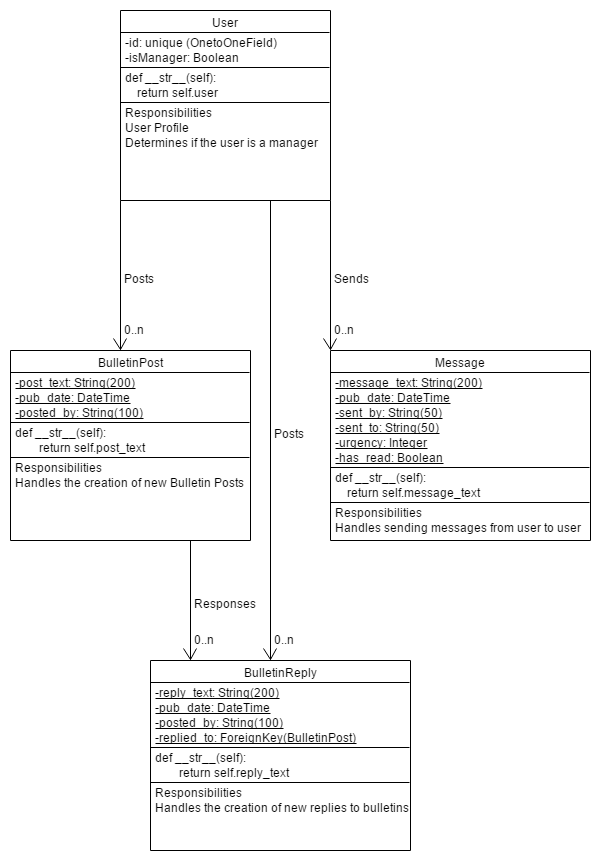 User
-id: unique (OnetoOneField)
-isManager: Boolean
def __str__(self):
return self.user
Responsibilities
User Profile
Determines if the user is a manager
Posts
Sends
0..n
0..n
BulletinPost
-post_text: String(200)
-pub_date: DateTime
-posted_by: String(100)
def __str__(self):
return self.post_text
Responsibilities
Handles the creation of new Bulletin Posts
Posts
Message
-message_text: String(200)
-pub_date: DateTime
-sent_by: String(50)
-sent_to: String(50)
-urgency: Integer
-has_read: Boolean
def __str__(self):
return self.message_text
Responsibilities
Handles sending messages from user to user
Responses
0..n
0..n
BulletinReply
-reply_text: String(200)
-pub_date: DateTime
-posted_by: String(100)
-replied_to: ForeignKey(BulletinPost)
def __str__(self):
return self.reply_text
Responsibilities
Handles the creation of new replies to bulletins